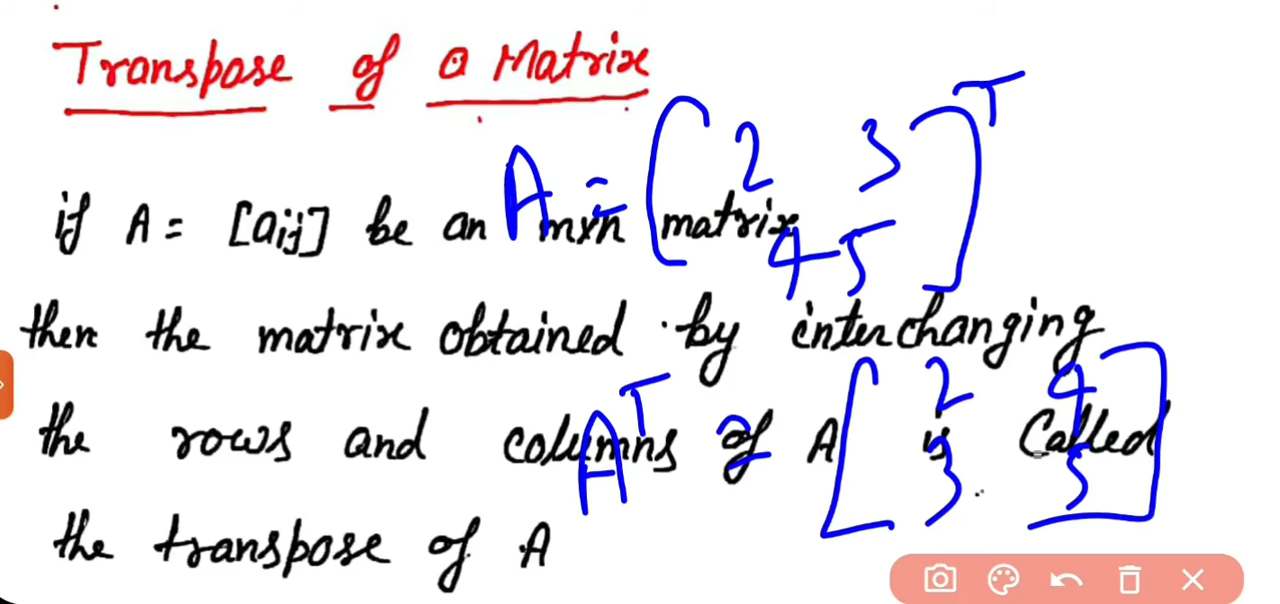 Transpose of a Matrix
if A = [aij] be an mxn matrix
then the matrix obtained by interchanging
the rows and columns of A is called
the transpose of A
A = [2 3
4 5]T
AT = [2 4
3 5]